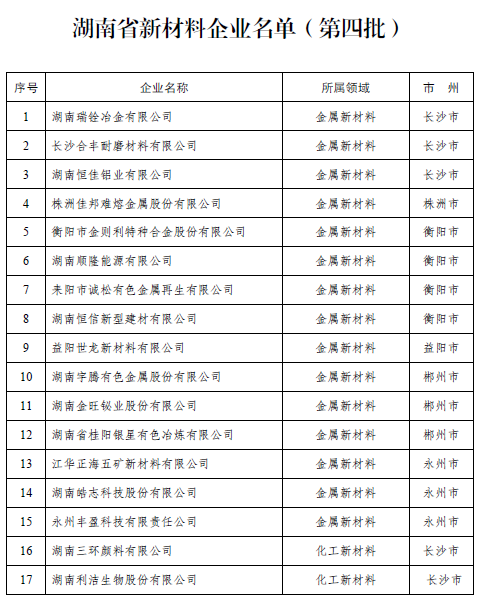 湖南省新材料企业名单（第四批）
序号 企业名称 所属领域 市 州
1 湖南瑞铨冶金有限公司 金属新材料 长沙市
2 长沙合丰耐磨材料有限公司 金属新材料 长沙市
3 湖南恒佳铝业有限公司 金属新材料 长沙市
4 株洲佳邦难熔金属股份有限公司 金属新材料 株洲市
5 衡阳市金则利特种合金股份有限公司 金属新材料 衡阳市
6 湖南顺隆能源有限公司 金属新材料 衡阳市
7 耒阳市诚松有色金属再生有限公司 金属新材料 衡阳市
8 湖南恒信新型建材有限公司 金属新材料 衡阳市
9 益阳世龙新材料有限公司 金属新材料 益阳市
10 湖南宇腾有色金属股份有限公司 金属新材料 郴州市
11 湖南金旺铋业股份有限公司 金属新材料 郴州市
12 湖南省桂阳银星有色冶炼有限公司 金属新材料 郴州市
13 江华正海五矿新材料有限公司 金属新材料 永州市
14 湖南皓志科技股份有限公司 金属新材料 永州市
15 永州丰盈科技有限责任公司 金属新材料 永州市
16 湖南三环颜料有限公司 化工新材料 长沙市
17 湖南利洁生物股份有限公司 化工新材料 长沙市